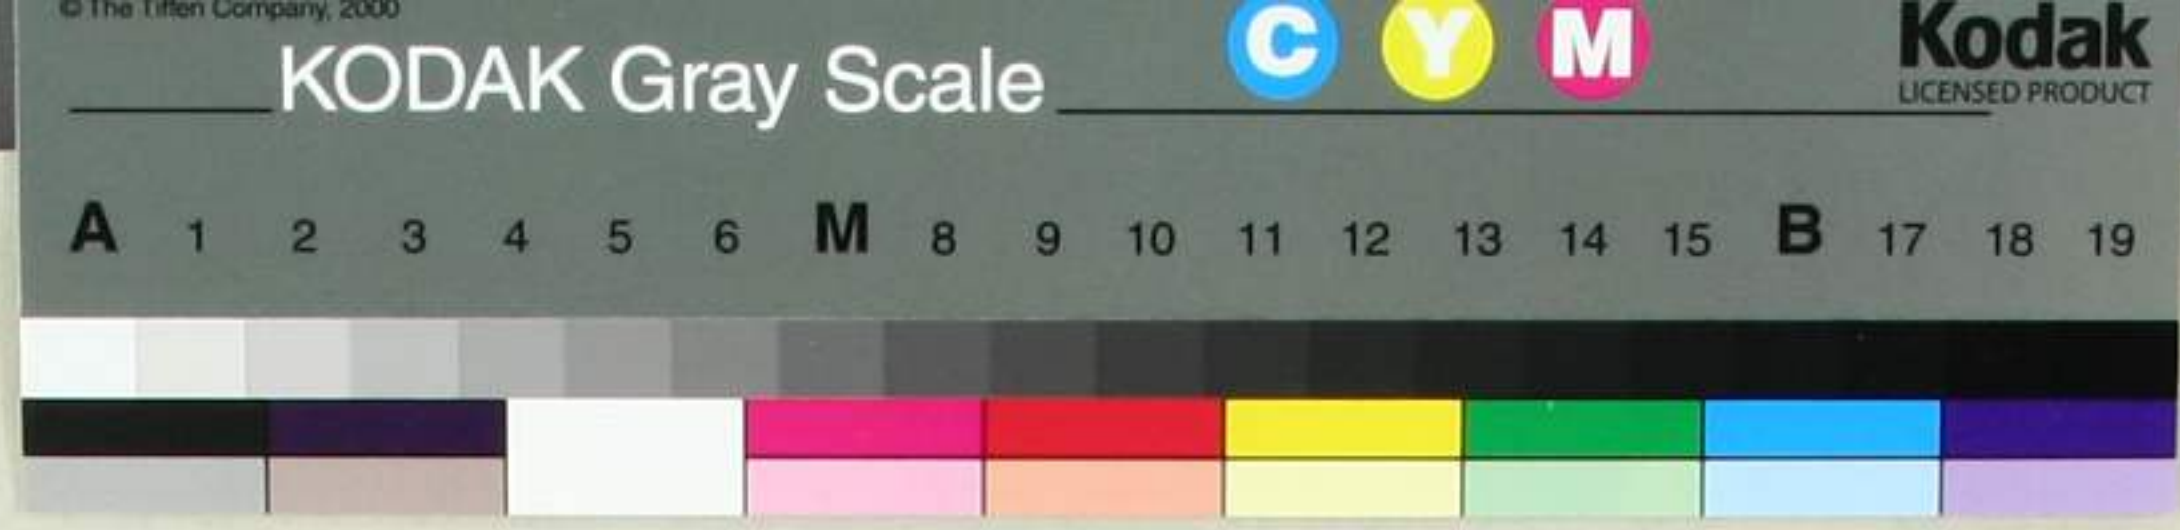 © The Tiffen Company, 2000
KODAK Gray Scale
C Y M
Kodak
LICENSED PRODUCT
A 1 2 3 4 5 6 M 8 9 10 11 12 13 14 15 B 17 18 19